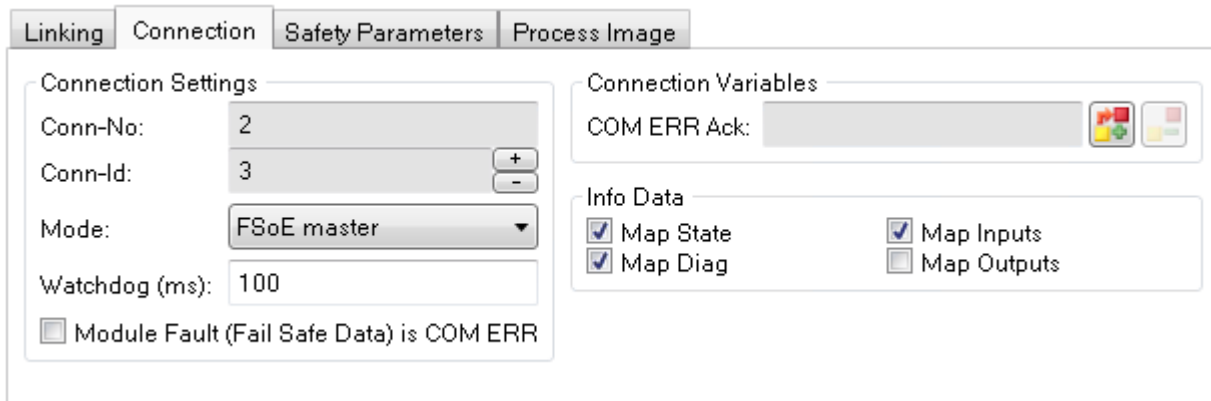 Linking Connection Safety Parameters Process Image
Connection Settings
Conn-No: 2
Conn-Id: 3
+
-
Mode: FSoE master
Watchdog (ms): 100
Module Fault (Fail Safe Data) is COM ERR
Connection Variables
COM ERR Ack:
Info Data
Map State Map Inputs
Map Diag Map Outputs